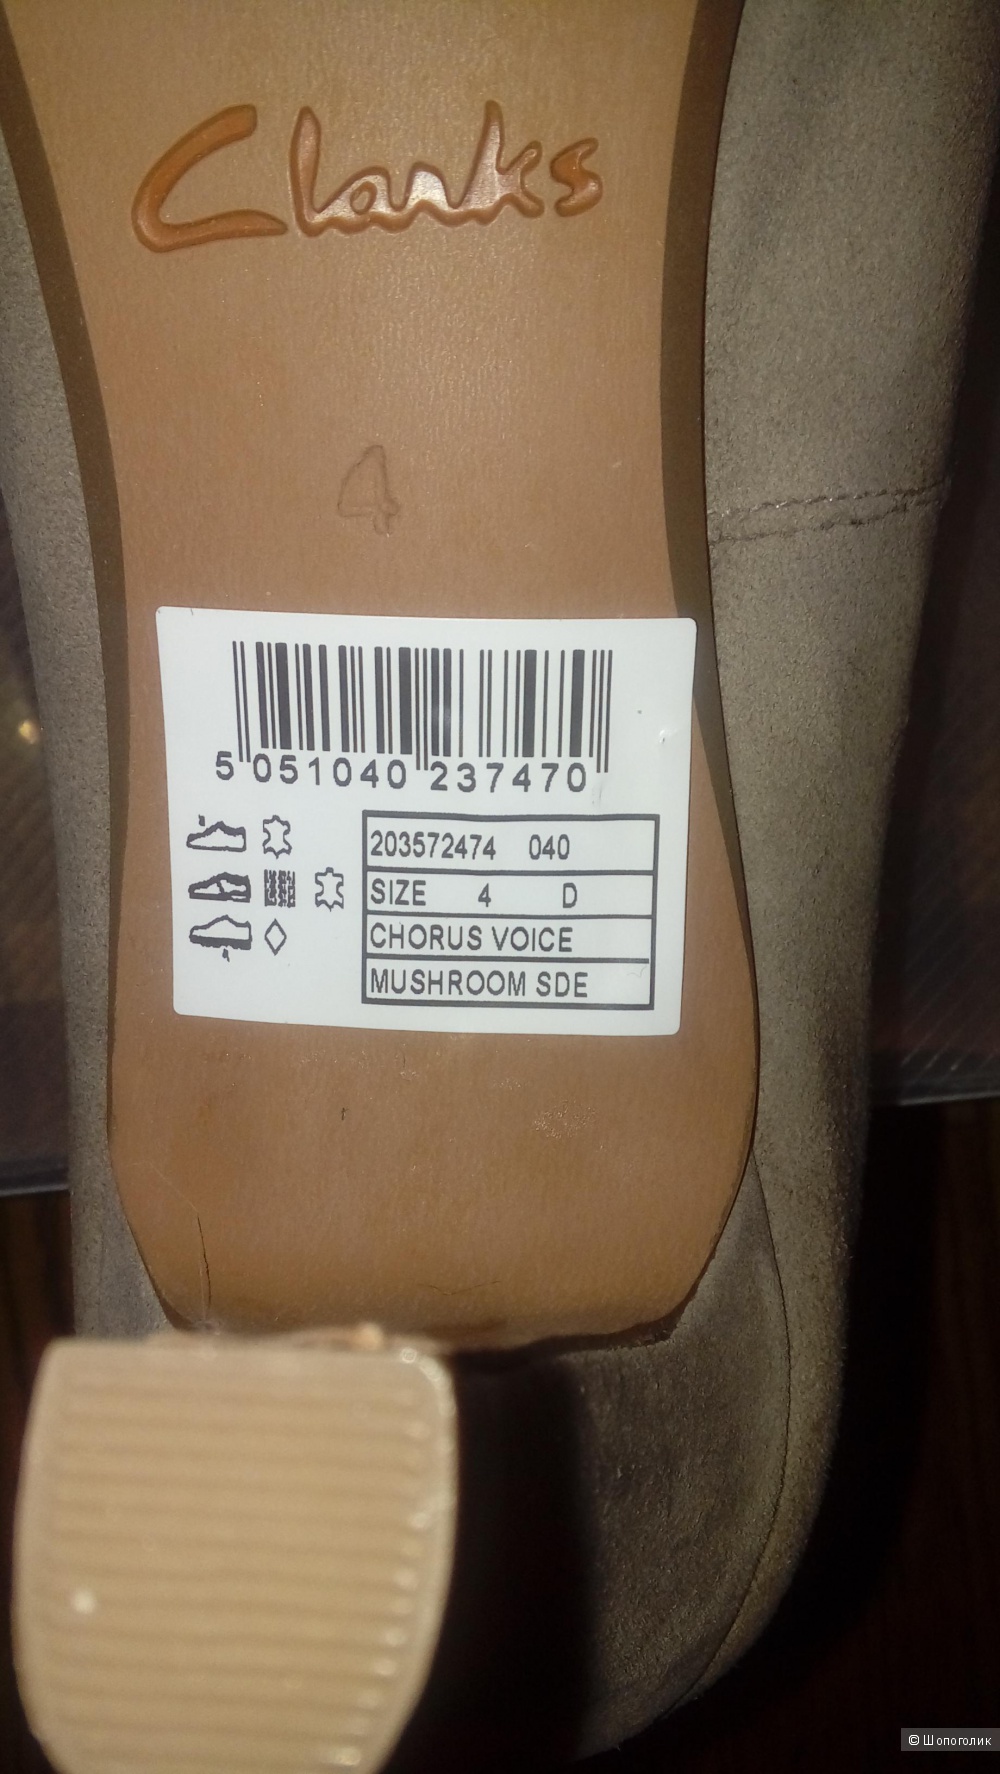 Clarks
4
5 051040 237470
203572474 040
SIZE 4 D
CHORUS VOICE
MUSHROOM SDE
© Шопоголик